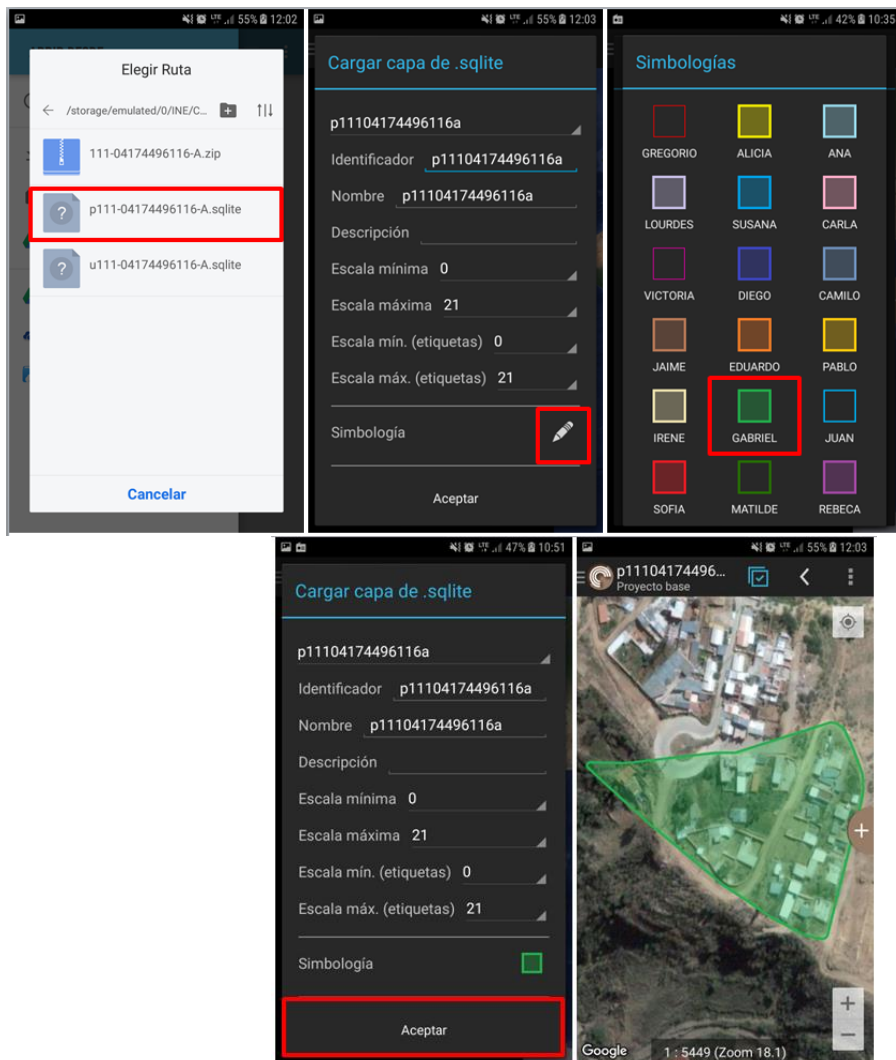 55% 12:02
Elegir Ruta
/storage/emulated/0/INE/C...
111-04174496116-A.zip
p111-04174496116-A.sqlite
u111-04174496116-A.sqlite
Cancelar
LTE 55% 12:03
Cargar capa de .sqlite
p11104174496116a
Identificador p11104174496116a
Nombre p11104174496116a
Descripción
Escala mínima 0
Escala máxima 21
Escala mín. (etiquetas) 0
Escala máx. (etiquetas) 21
Simbología
Aceptar
LTE 42% 10:35
Simbologías
GREGORIO ALICIA ANA
LOURDES SUSANA CARLA
VICTORIA DIEGO CAMILO
JAIME EDUARDO PABLO
IRENE GABRIEL JUAN
SOFIA MATILDE REBECA
LTE 47% 10:51
Cargar capa de .sqlite
p11104174496116a
Identificador p11104174496116a
Nombre p11104174496116a
Descripción
Escala mínima 0
Escala máxima 21
Escala mín. (etiquetas) 0
Escala máx. (etiquetas) 21
Simbología
Aceptar
LTE 55% 12:03
p11104174496...
Proyecto base
Google
1 : 5449 (Zoom 18.1)